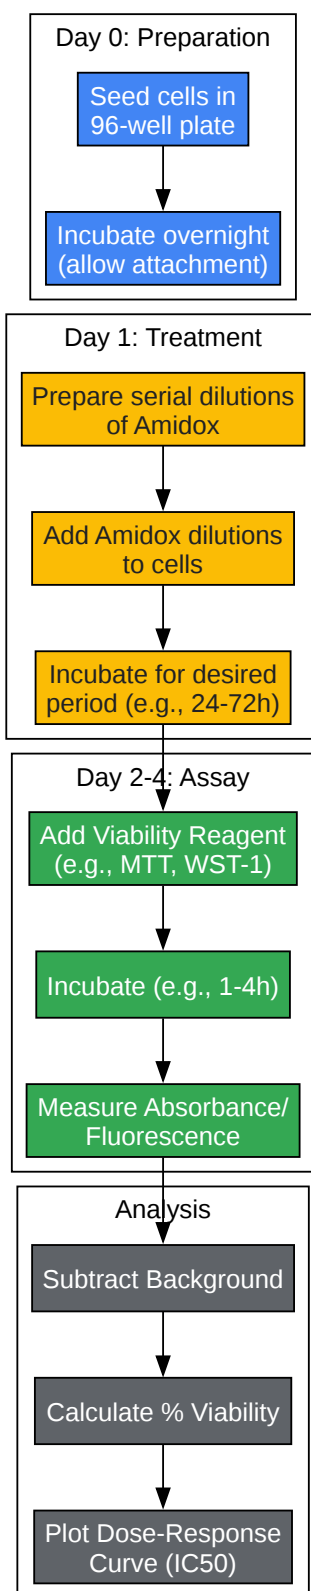 Day 0: Preparation
Seed cells in
96-well plate
Incubate overnight
(allow attachment)
Day 1: Treatment
Prepare serial dilutions
of Amidox
Add Amidox dilutions
to cells
Incubate for desired
period (e.g., 24-72h)
Day 2-4: Assay
Add Viability Reagent
(e.g., MTT, WST-1)
Incubate (e.g., 1-4h)
Measure Absorbance/
Fluorescence
Analysis
Subtract Background
Calculate % Viability
Plot Dose-Response
Curve (IC50)